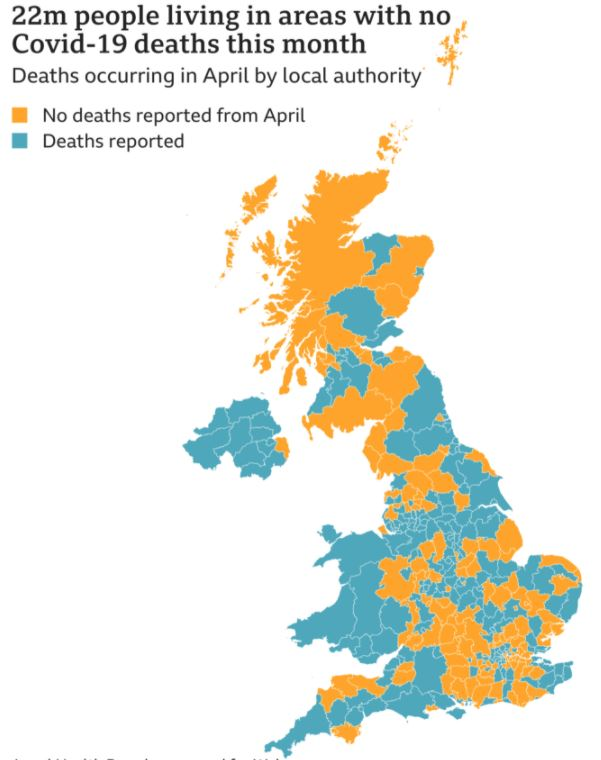 22m people living in areas with no
Covid-19 deaths this month
Deaths occurring in April by local authority
No deaths reported from April
Deaths reported